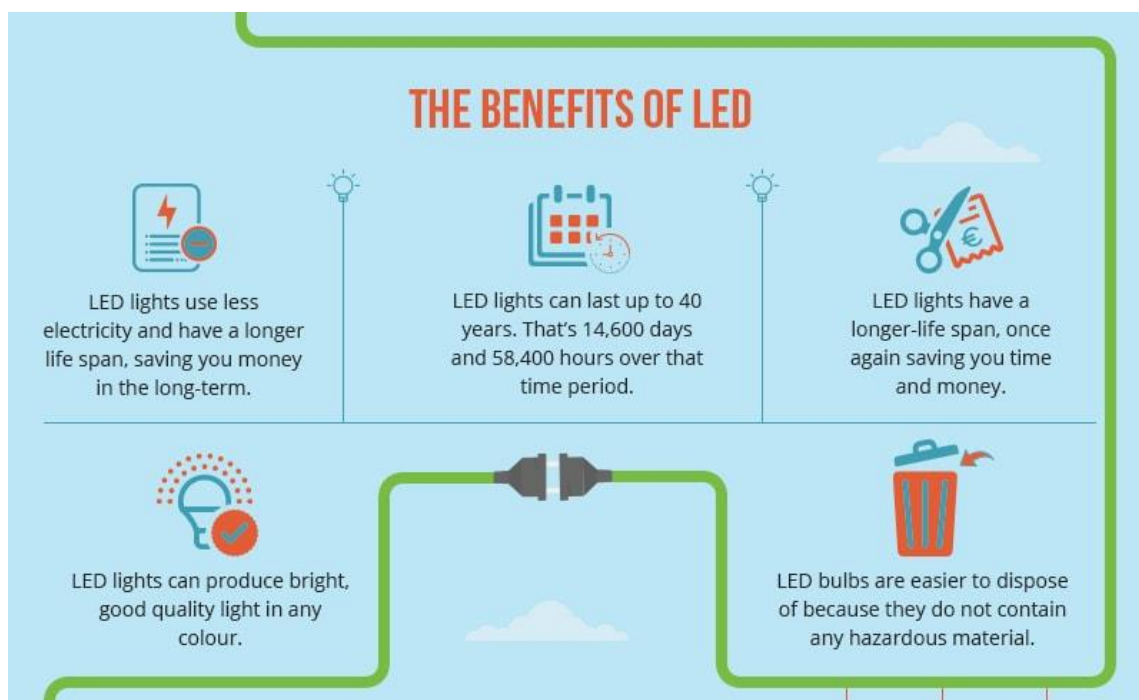 THE BENEFITS OF LED
LED lights use less
electricity and have a longer
life span, saving you money
in the long-term.
LED lights can last up to 40
years. That's 14,600 days
and 58,400 hours over that
time period.
€
LED lights have a
longer-life span, once
again saving you time
and money.
LED lights can produce bright,
good quality light in any
colour.
LED bulbs are easier to dispose
of because they do not contain
any hazardous material.